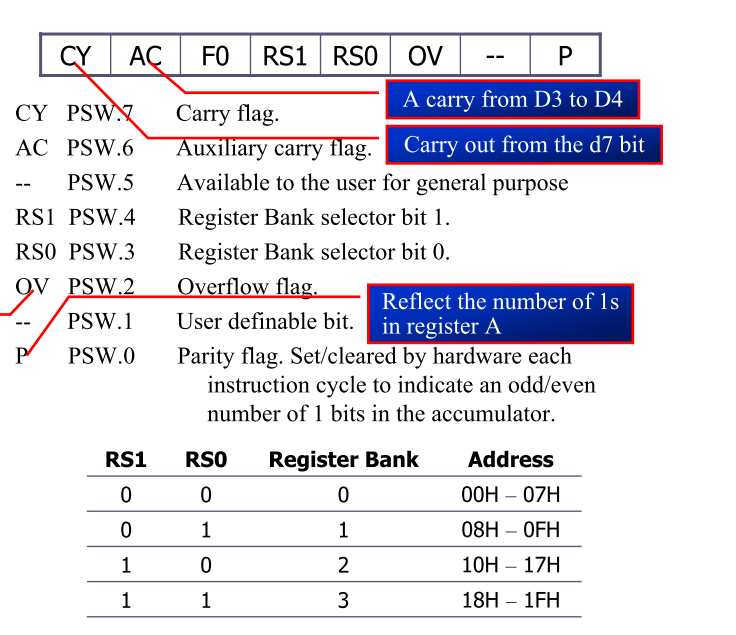 CY AC F0 RS1 RS0 OV -- P
A carry from D3 to D4
CY PSW.7 Carry flag.
Carry out from the d7 bit
AC PSW.6 Auxiliary carry flag.
-- PSW.5 Available to the user for general purpose
RS1 PSW.4 Register Bank selector bit 1.
RS0 PSW.3 Register Bank selector bit 0.
OV PSW.2 Overflow flag.
Reflect the number of 1s
in register A
-- PSW.1 User definable bit.
P PSW.0 Parity flag. Set/cleared by hardware each
instruction cycle to indicate an odd/even
number of 1 bits in the accumulator.
RS1 RS0 Register Bank Address
0 0 0 00H – 07H
0 1 1 08H – 0FH
1 0 2 10H – 17H
1 1 3 18H – 1FH